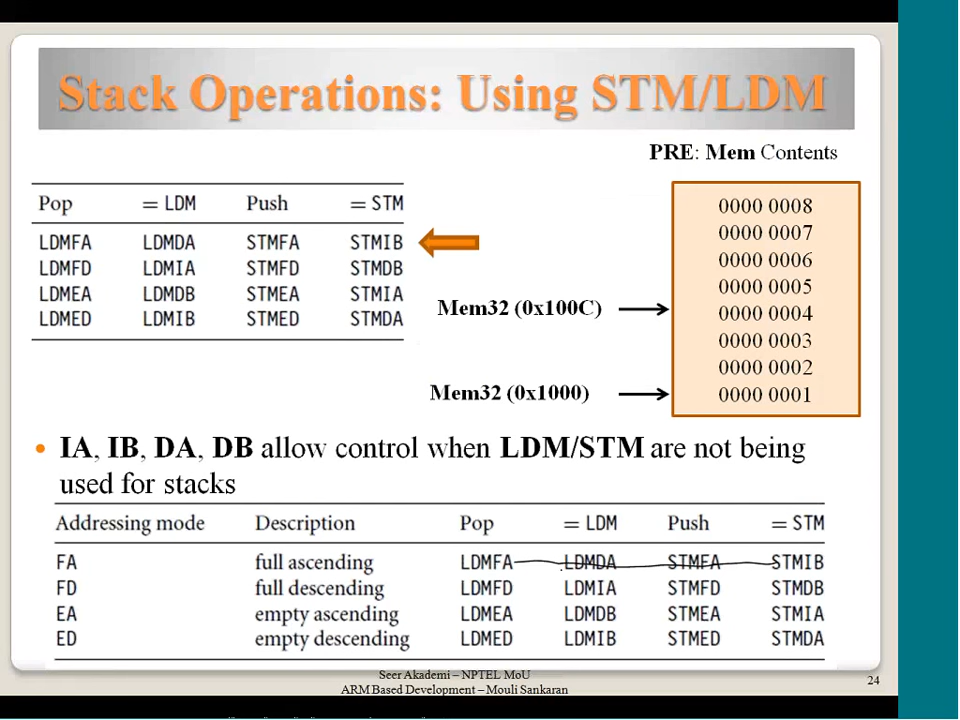 Stack Operations: Using STM/LDM
PRE: Mem Contents
Pop = LDM Push = STM
LDMFA LDMDA STMFA STMIB
LDMFD LDMIA STMFD STMDB
LDMEA LDMDB STMEA STMIA
LDMED LDMIB STMED STMDA
0000 0008
0000 0007
0000 0006
0000 0005
Mem32 (0x100C) 0000 0004
0000 0003
0000 0002
Mem32 (0x1000) 0000 0001
• IA, IB, DA, DB allow control when LDM/STM are not being
used for stacks
Addressing mode Description Pop = LDM Push = STM
FA full ascending LDMFA LDMDA STMFA STMIB
FD full descending LDMFD LDMIA STMFD STMDB
EA empty ascending LDMEA LDMDB STMEA STMIA
ED empty descending LDMED LDMIB STMED STMDA
Seer Akademi – NPTEL MoU
ARM Based Development – Mouli Sankaran
24